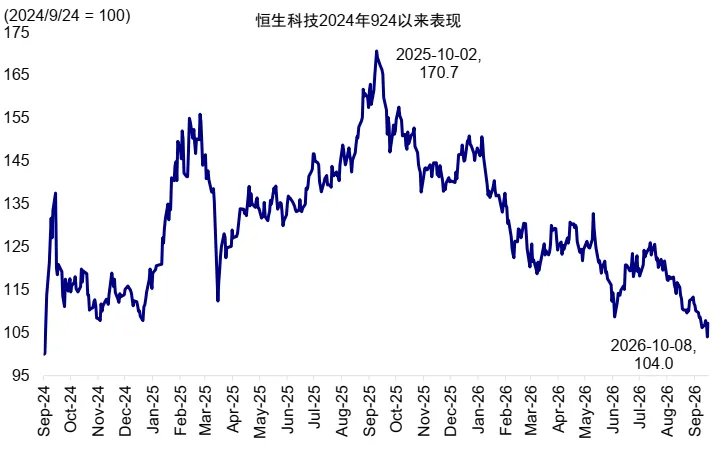 (2024/9/24 = 100)
恒生科技2024年924以来表现
175
165
155
145
135
125
115
105
95
2025-10-02,
170.7
2026-10-08,
104.0
Sep-24
Oct-24
Nov-24
Dec-24
Jan-25
Feb-25
Mar-25
Apr-25
May-25
Jun-25
Jul-25
Aug-25
Sep-25
Oct-25
Nov-25
Dec-25
Jan-26
Feb-26
Mar-26
Apr-26
May-26
Jun-26
Jul-26
Aug-26
Sep-26